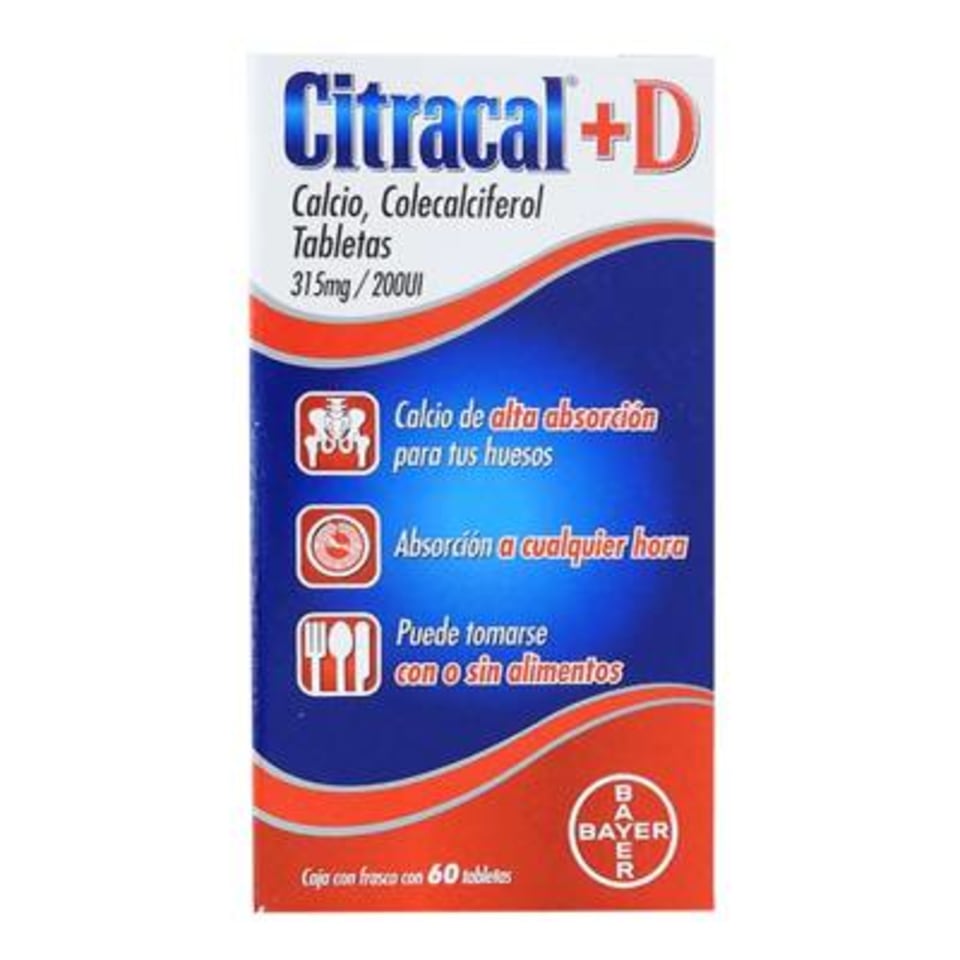 Citracal® +D
Calcio, Colecalciferol
Tabletas
315mg / 200UI
Calcio de alta absorción
para tus huesos
Absorción a cualquier hora
Puede tomarse
con o sin alimentos
BAYER
BAYER
Caja con frasco con 60 tabletas